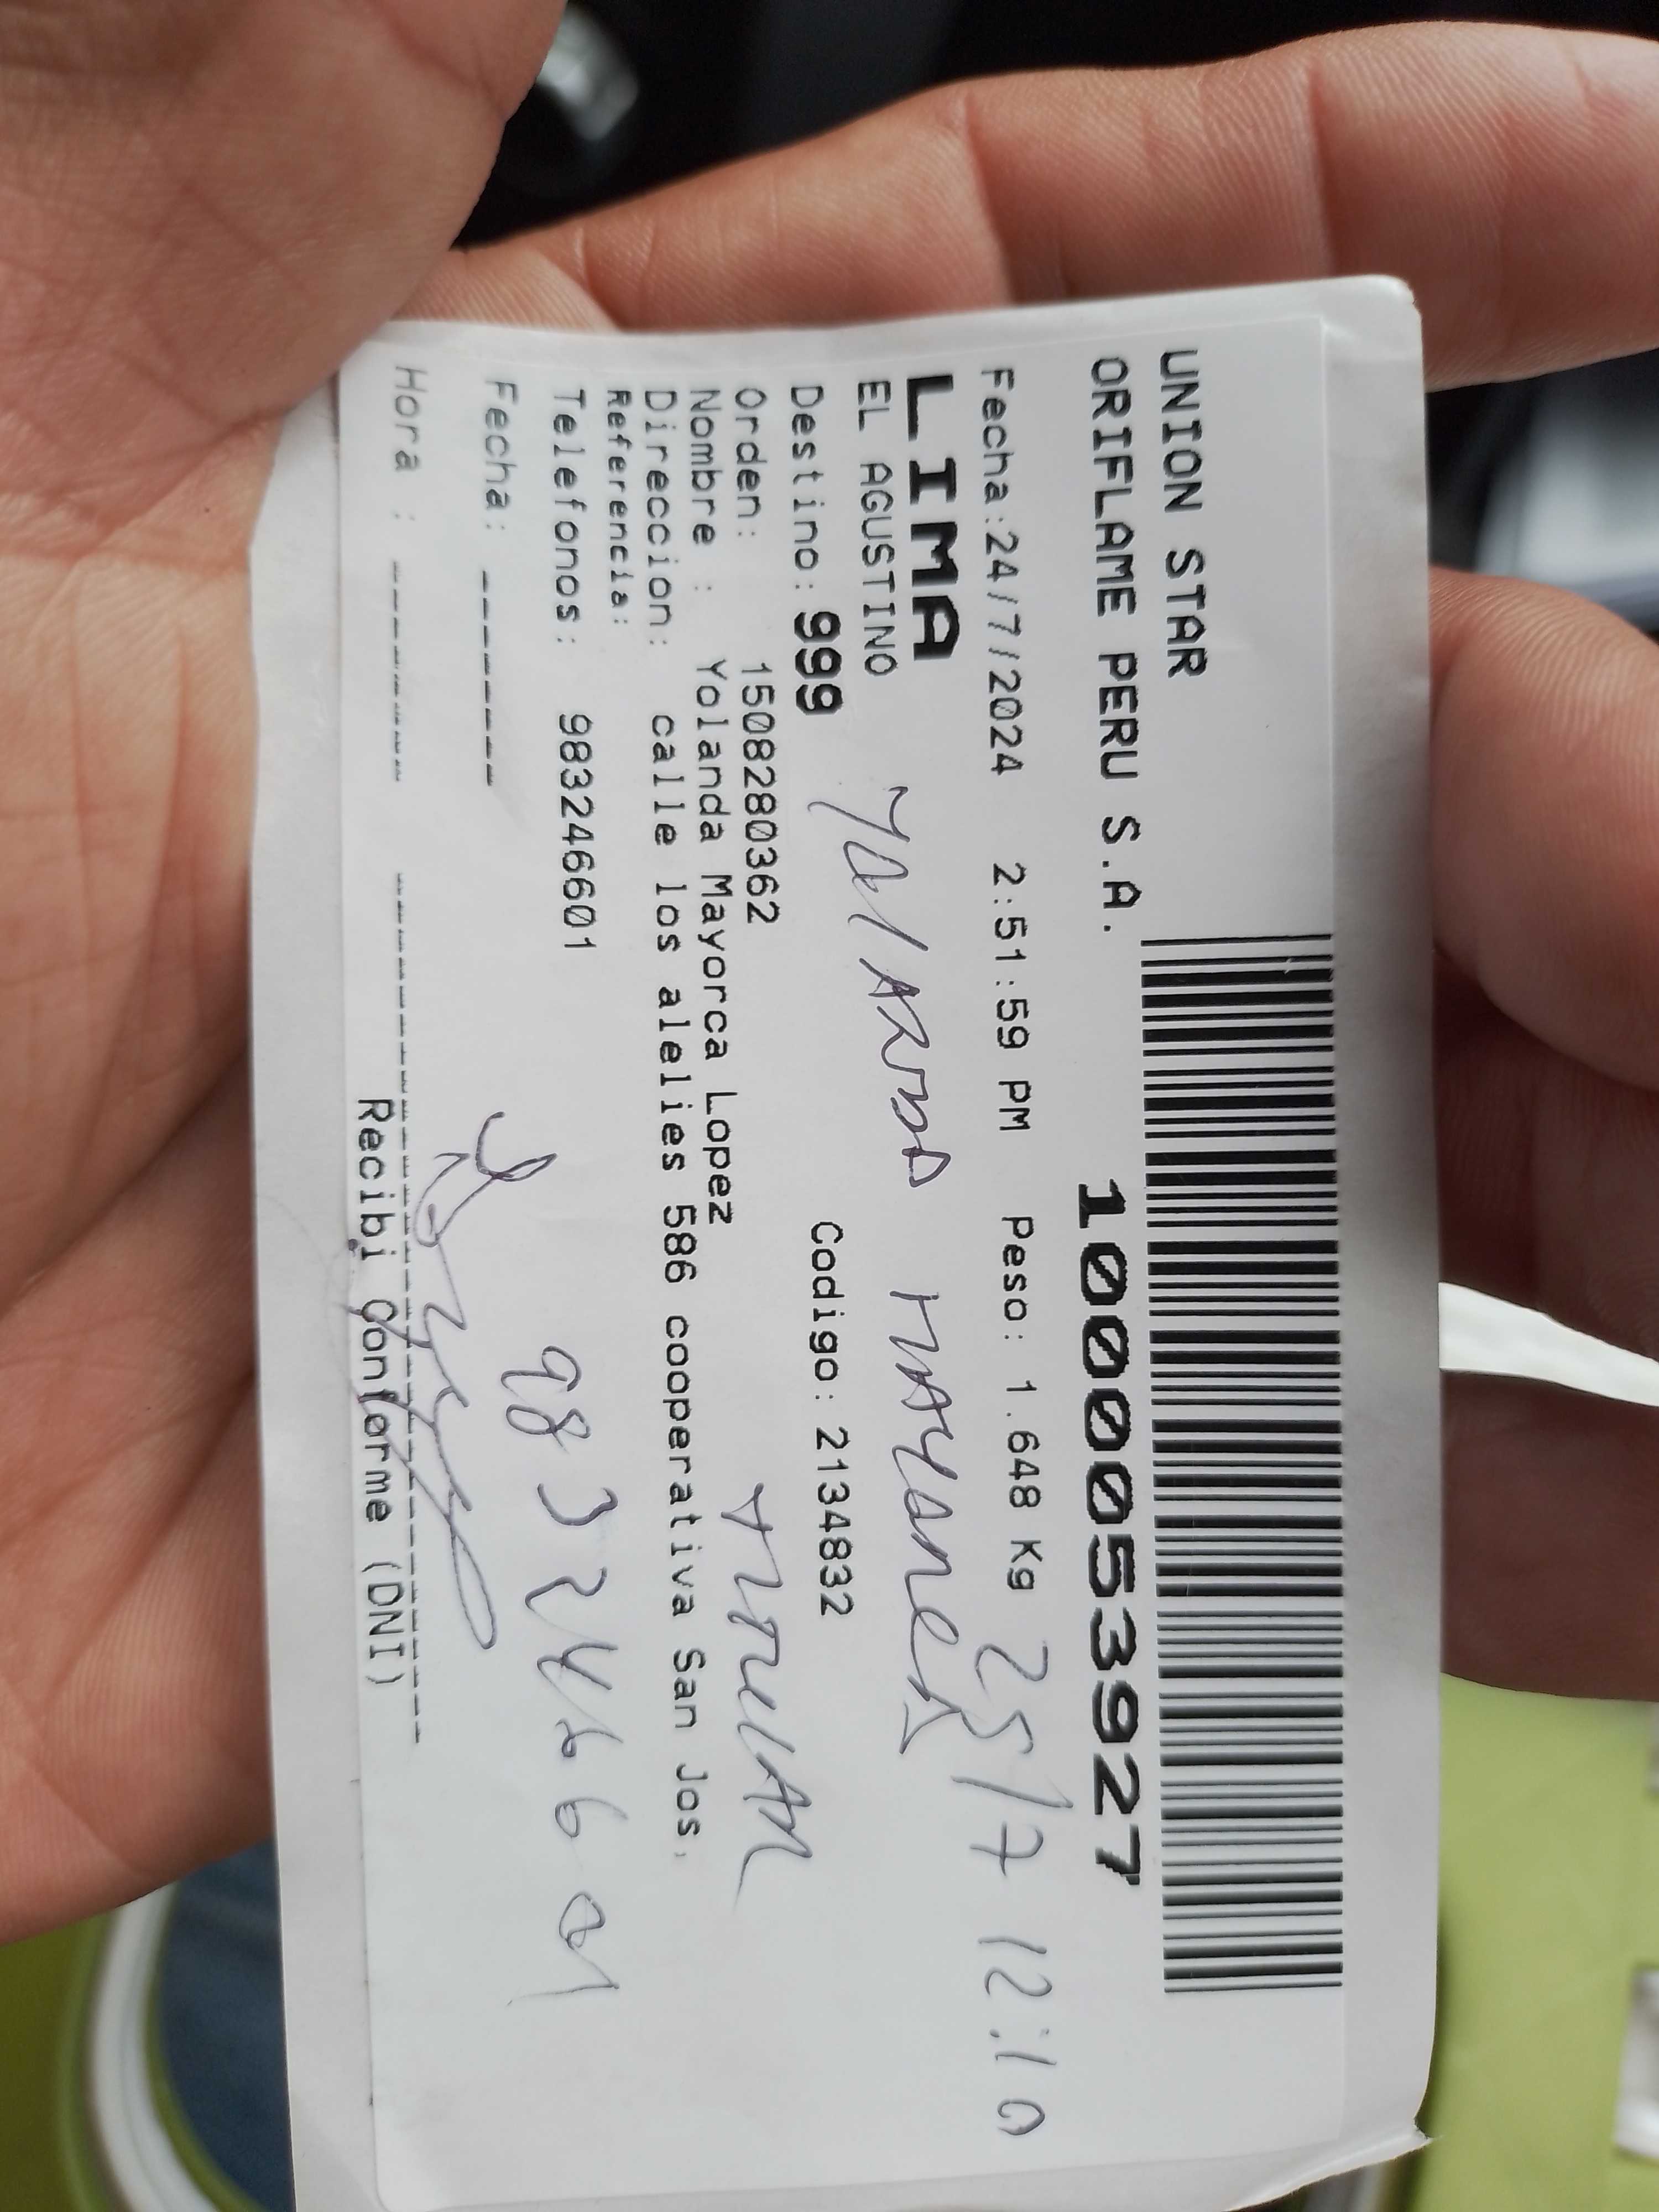 UNION STAR
ORIFLAME PERU S.A.
100053927
Fecha:24/7/2024 2:51:59 PM Peso: 1.648 Kg 25/7 12:10
LIMA
EL AGUSTINO
Destino: 999 Codigo: 2134832
Orden: 1508280362
Nombre : Yolanda Mayorca Lopez
Direccion: calle los alelies 586 cooperativa San Jos,
Referencia:
Telefonos: 983246601
983246601
Fecha: _______
Hora : _______
Recibi Conforme (DNI)